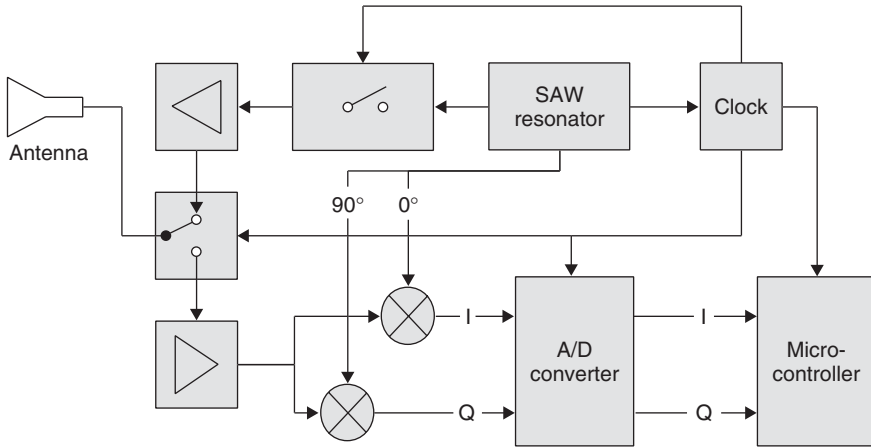 SAW
resonator
Clock
Antenna
90° 0°
I I
A/D
converter
Micro-
controller
Q Q